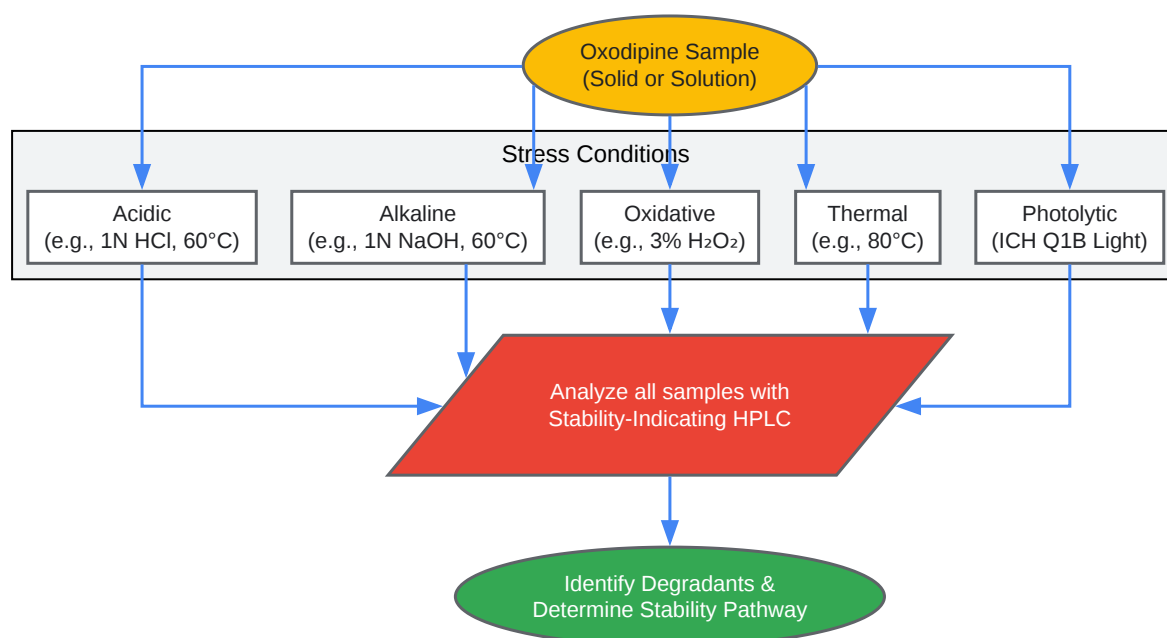 Oxodipine Sample
(Solid or Solution)
Stress Conditions
Acidic
(e.g., 1N HCl, 60°C)
Alkaline
(e.g., 1N NaOH, 60°C)
Oxidative
(e.g., 3% H₂O₂)
Thermal
(e.g., 80°C)
Photolytic
(ICH Q1B Light)
Analyze all samples with
Stability-Indicating HPLC
Identify Degradants &
Determine Stability Pathway